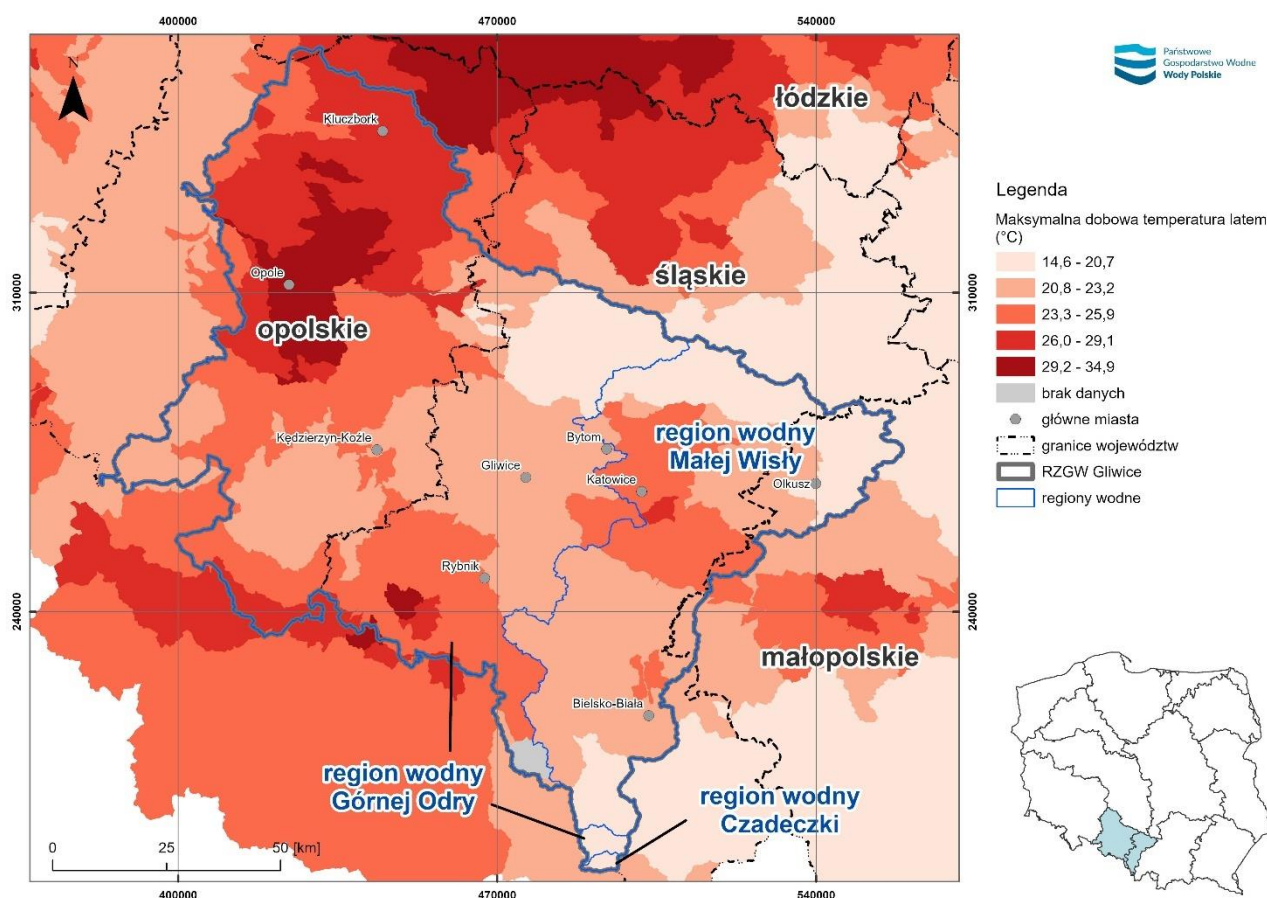 400000
470000
540000
Państwowe
Gospodarstwo Wodne
Wody Polskie
N
łódzkie
Kluczbork
Legenda
Maksymalna dobowa temperatura latem
(°C)
14,6 - 20,7
20,8 - 23,2
23,3 - 25,9
26,0 - 29,1
29,2 - 34,9
brak danych
główne miasta
granice województw
RZGW Gliwice
regiony wodne
śląskie
Opole
310000
310000
opolskie
Kędzierzyn-Koźle
Bytom
region wodny
Małej Wisły
Gliwice
Katowice
Olkusz
Rybnik
240000
240000
małopolskie
Bielsko-Biała
region wodny
Górnej Odry
region wodny
Czadeczki
0
25
50 [km]
400000
470000
540000